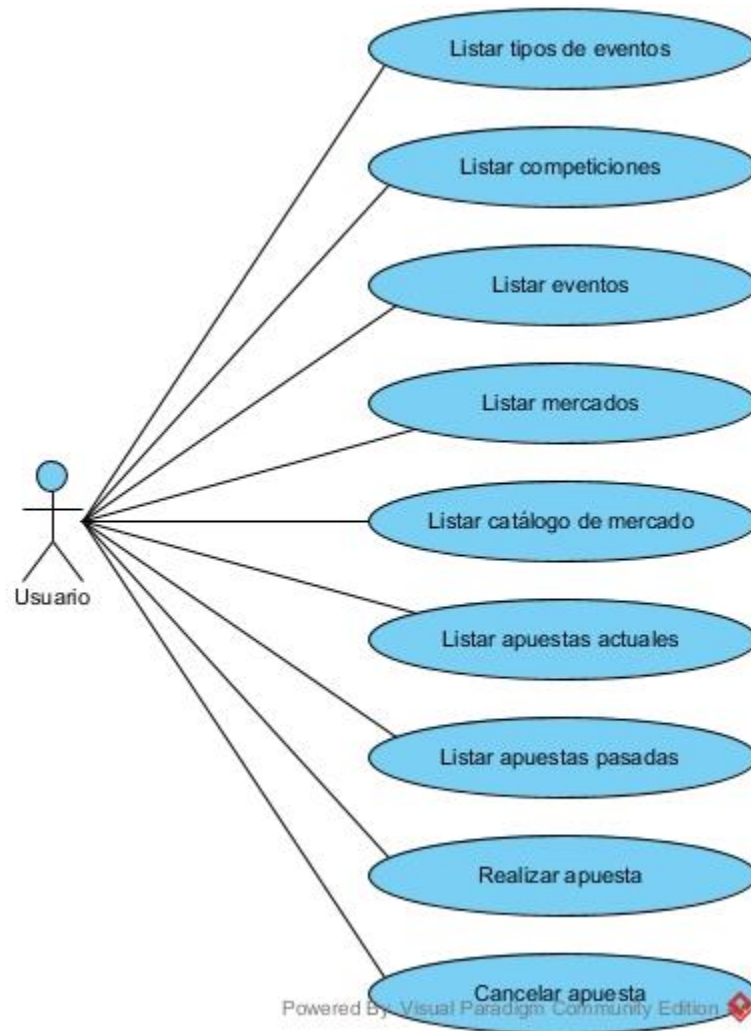 Listar tipos de eventos
Listar competiciones
Listar eventos
Listar mercados
Listar catálogo de mercado
Usuario
Listar apuestas actuales
Listar apuestas pasadas
Realizar apuesta
Cancelar apuesta
Powered By Visual Paradigm Community Edition